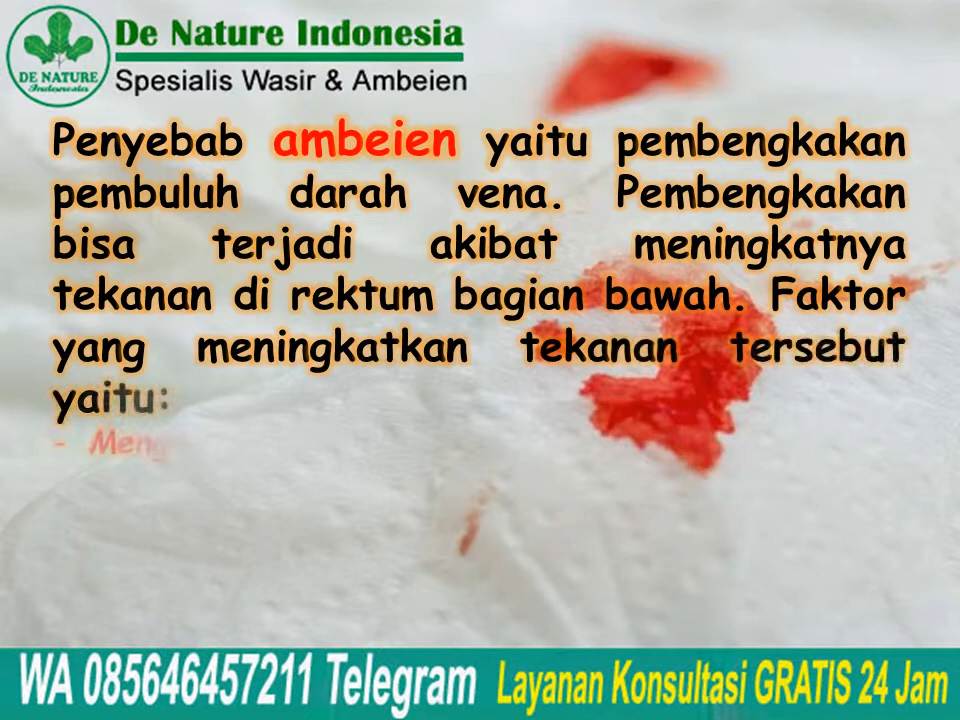 De Nature Indonesia
Spesialis Wasir & Ambeien
DE NATURE
Indonesia
Penyebab ambeien yaitu pembengkakan
pembuluh darah vena. Pembengkakan
bisa terjadi akibat meningkatnya
tekanan di rektum bagian bawah. Faktor
yang meningkatkan tekanan tersebut
yaitu:
- Meng
WA 085646457211 Telegram Layanan Konsultasi GRATIS 24 Jam